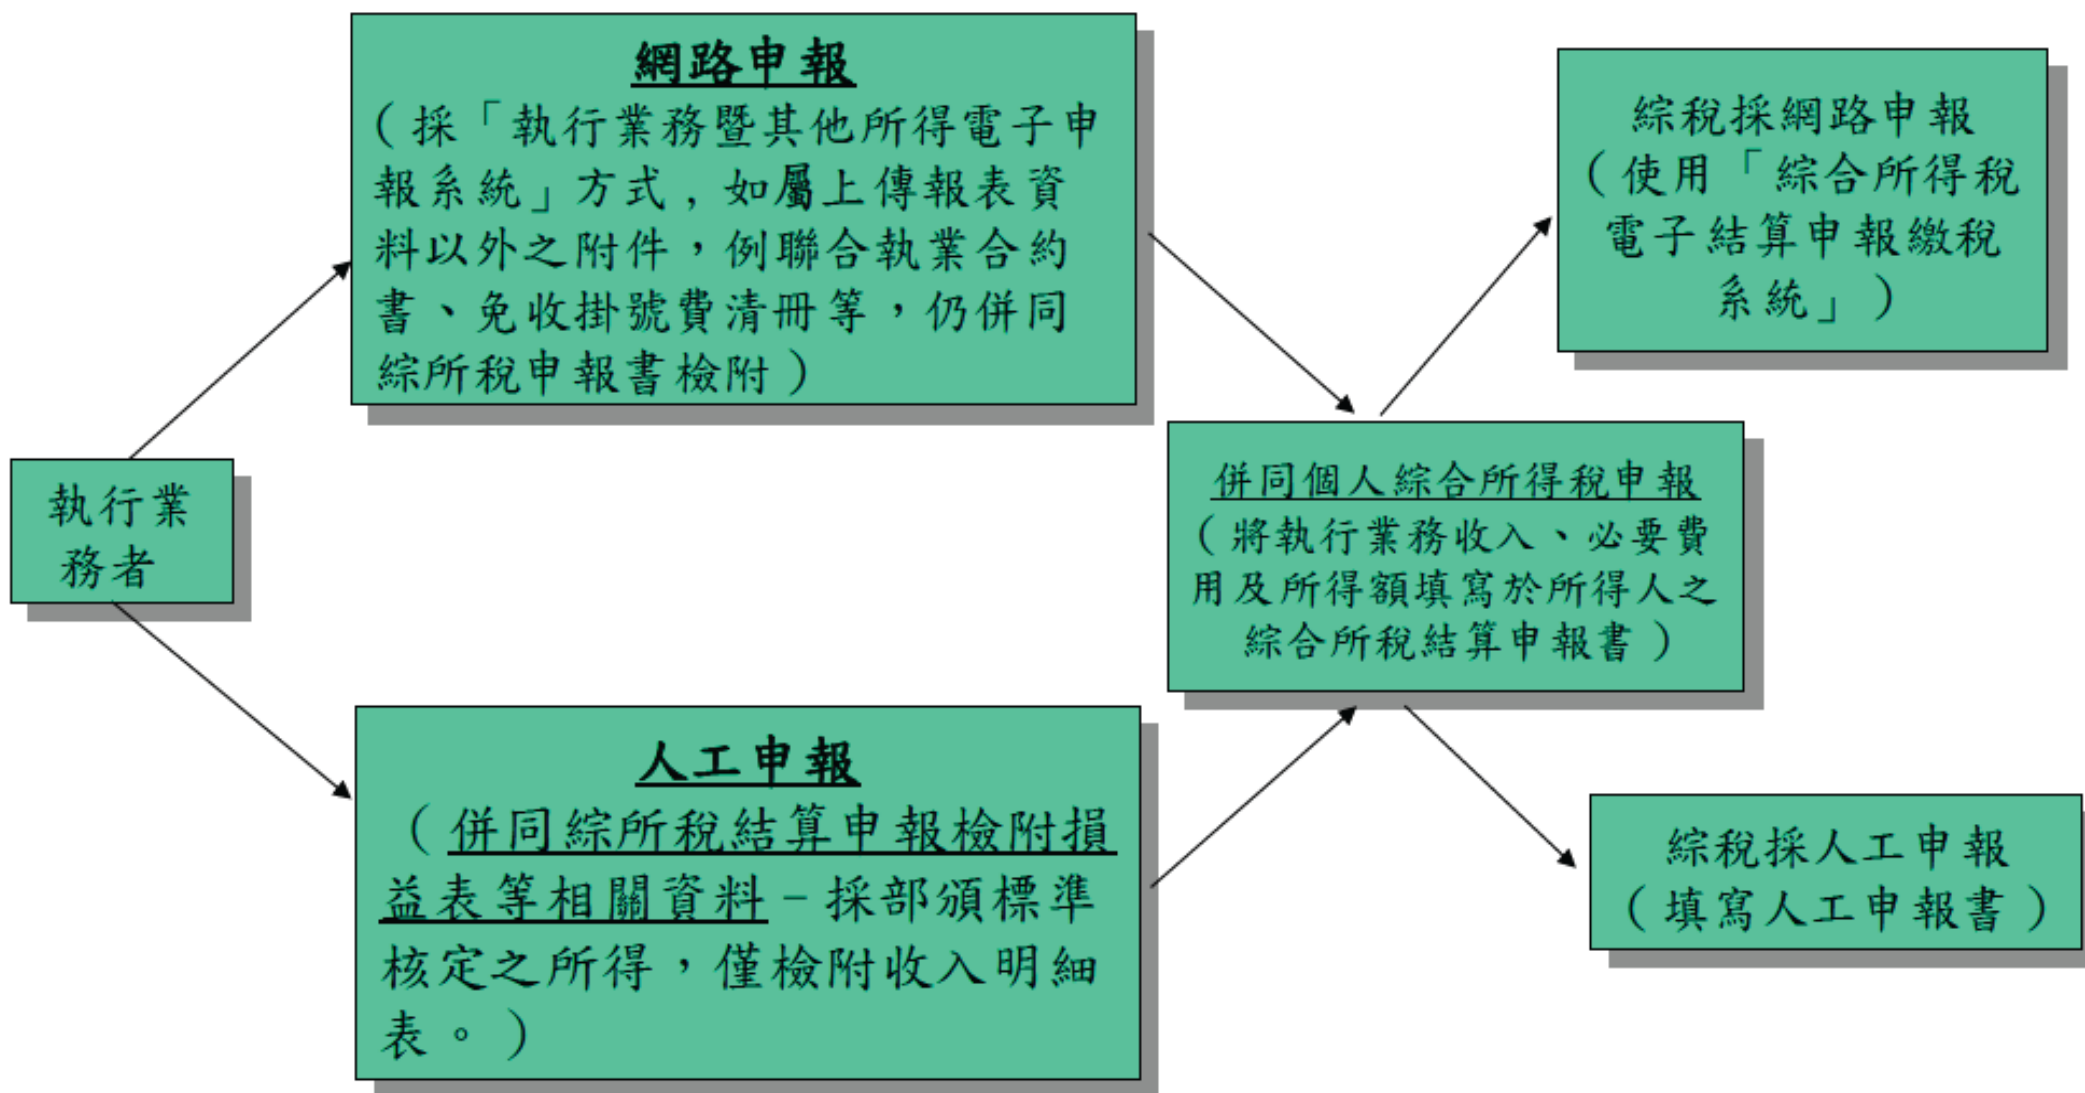 執行業
務者
網路申報
（採「執行業務暨其他所得電子申
報系統」方式，如屬上傳報表資
料以外之附件，例聯合執業合約
書、免收掛號費清冊等，仍併同
綜所稅申報書檢附）
人工申報
（併同綜所稅結算申報檢附損
益表等相關資料－採部頒標準
核定之所得，僅檢附收入明細
表。）
併同個人綜合所得稅申報
（將執行業務收入、必要費
用及所得額填寫於所得人之
綜合所稅結算申報書）
綜稅採網路申報
（使用「綜合所得稅
電子結算申報繳稅
系統」）
綜稅採人工申報
（填寫人工申報書）